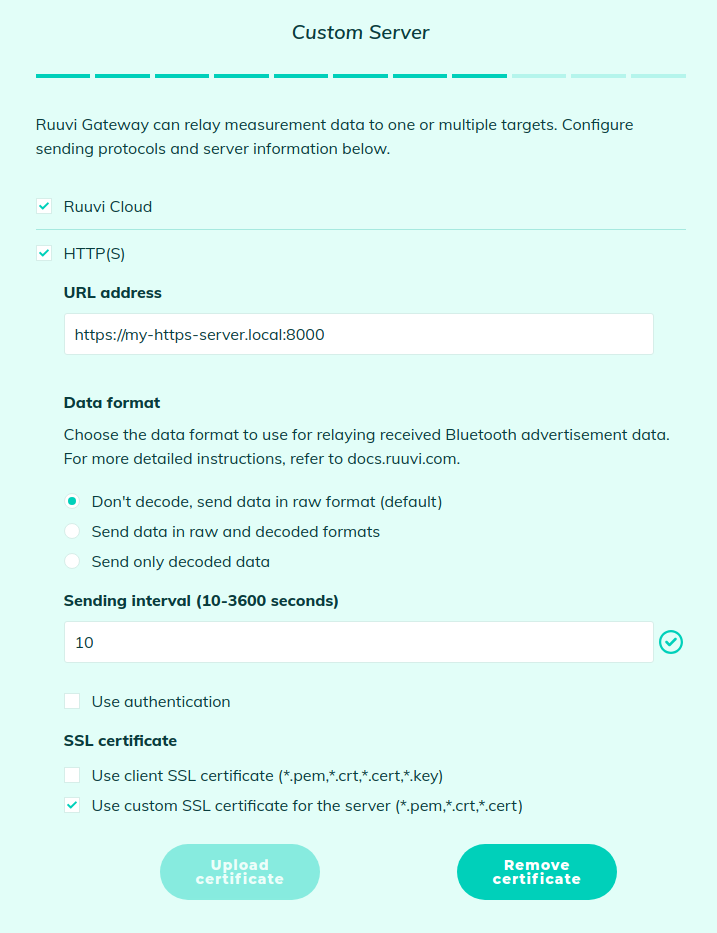 Custom Server
Ruuvi Gateway can relay measurement data to one or multiple targets. Configure
sending protocols and server information below.
Ruuvi Cloud
HTTP(S)
URL address
https://my-https-server.local:8000
Data format
Choose the data format to use for relaying received Bluetooth advertisement data.
For more detailed instructions, refer to docs.ruuvi.com.
Don't decode, send data in raw format (default)
Send data in raw and decoded formats
Send only decoded data
Sending interval (10-3600 seconds)
10
Use authentication
SSL certificate
Use client SSL certificate (*.pem,*.crt,*.cert,*.key)
Use custom SSL certificate for the server (*.pem,*.crt,*.cert)
Upload
certificate
Remove
certificate